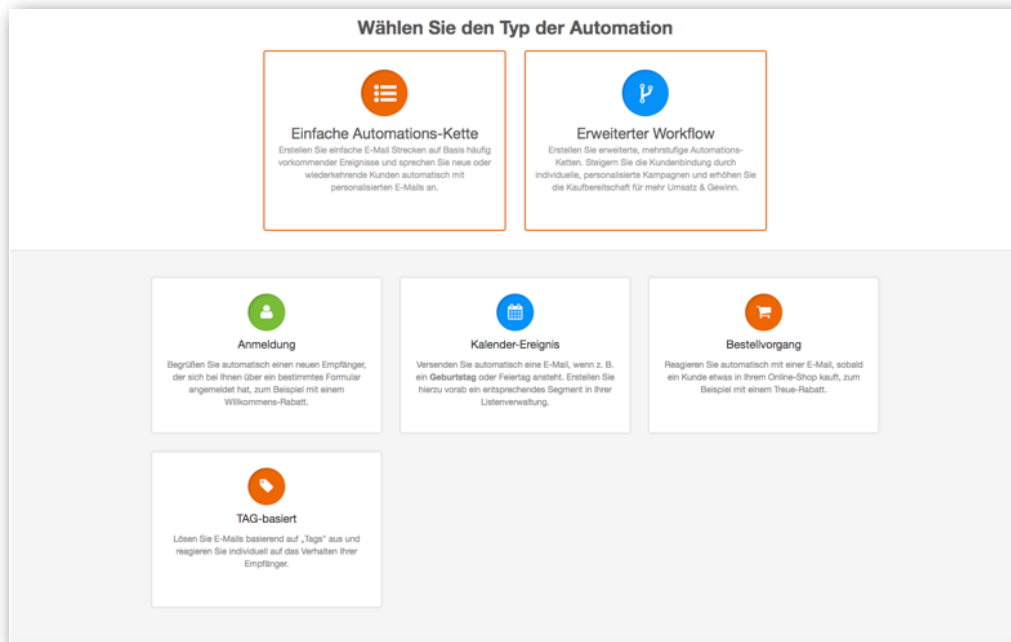 Wählen Sie den Typ der Automation
Einfache Automations-Kette
Erstellen Sie einfache E-Mail Strecken auf Basis häufig
vorkommender Ereignisse und sprechen Sie neue oder
wiederkehrende Kunden automatisch mit
personalisierten E-Mails an.
Erweiterter Workflow
Erstellen Sie erweiterte, mehrstufige Automations-
Ketten. Steigern Sie die Kundenbindung durch
individuelle, personalisierte Kampagnen und erhöhen Sie
die Kaufbereitschaft für mehr Umsatz & Gewinn.
Anmeldung
Begrüßen Sie automatisch einen neuen Empfänger,
der sich bei Ihnen über ein bestimmtes Formular
angemeldet hat, zum Beispiel mit einem
Willkommens-Rabatt.
Kalender-Ereignis
Versenden Sie automatisch eine E-Mail, wenn z. B.
ein Geburtstag oder Feiertag ansteht. Erstellen Sie
hierzu vorab ein entsprechendes Segment in Ihrer
Listenverwaltung.
Bestellvorgang
Reagieren Sie automatisch mit einer E-Mail, sobald
ein Kunde etwas in Ihrem Online-Shop kauft, zum
Beispiel mit einem Treue-Rabatt.
TAG-basiert
Lösen Sie E-Mails basierend auf „Tags" aus und
reagieren Sie individuell auf das Verhalten Ihrer
Empfänger.